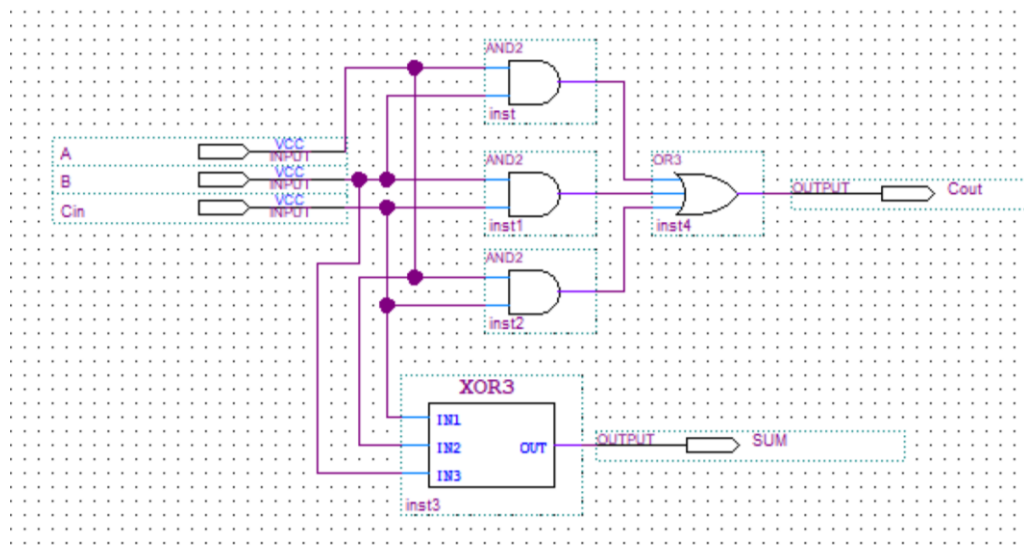 AND2
inst
A
VCC
INPUT
B
VCC
INPUT
Cin
VCC
INPUT
AND2
inst1
OR3
inst4
OUTPUT
Cout
AND2
inst2
XOR3
IN1
IN2
IN3
OUT
inst3
OUTPUT
SUM